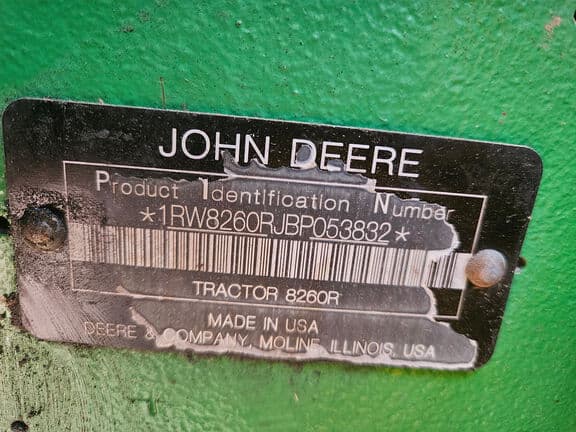 JOHN DEERE
Product Identification Number
*1RW8260RJBP053832*
TRACTOR 8260R
MADE IN USA
DEERE & COMPANY, MOLINE, ILLINOIS, USA